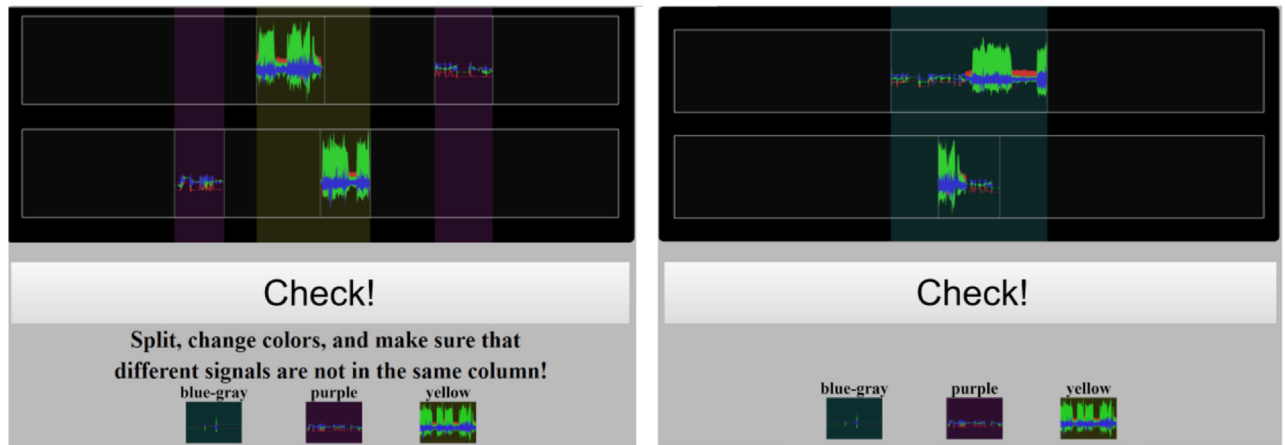 Check!
Split, change colors, and make sure that
different signals are not in the same column!
blue-gray purple yellow
Check!
blue-gray purple yellow